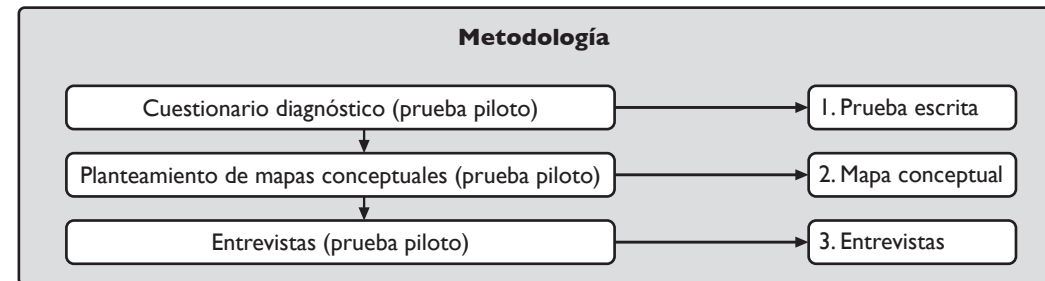 Metodología
Cuestionario diagnóstico (prueba piloto)
1. Prueba escrita
Planteamiento de mapas conceptuales (prueba piloto)
2. Mapa conceptual
Entrevistas (prueba piloto)
3. Entrevistas